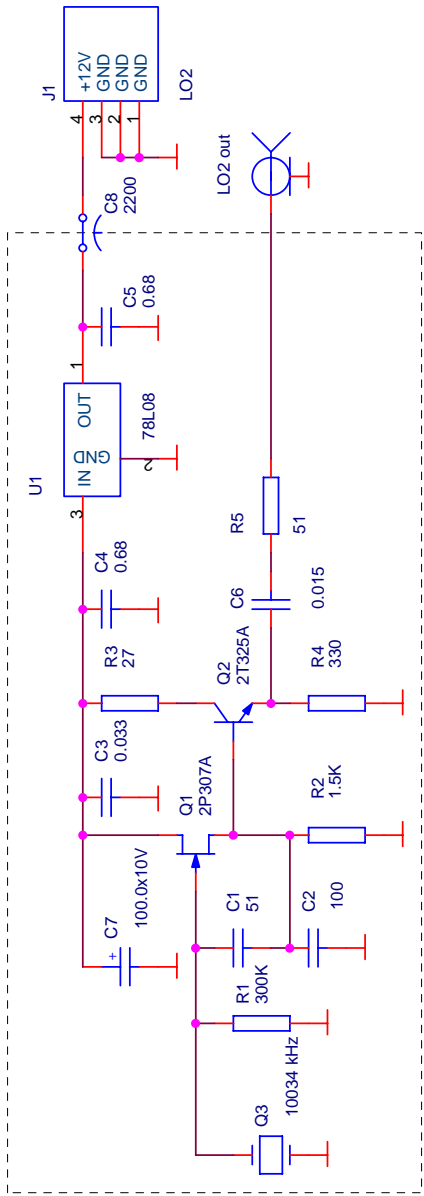 J1
+12V
GND
GND
GND
4
3
2
1
LO2
C8
2200
LO2 out
C5
0.68
U1
1
OUT
GND
IN
3
2
78L08
C4
0.68
R3
27
C3
0.033
C7
+
100.0x10V
Q1
2P307A
Q2
2T325A
C6
0.015
R5
51
R4
330
R2
1.5K
C1
51
C2
100
R1
300K
Q3
10034 kHz